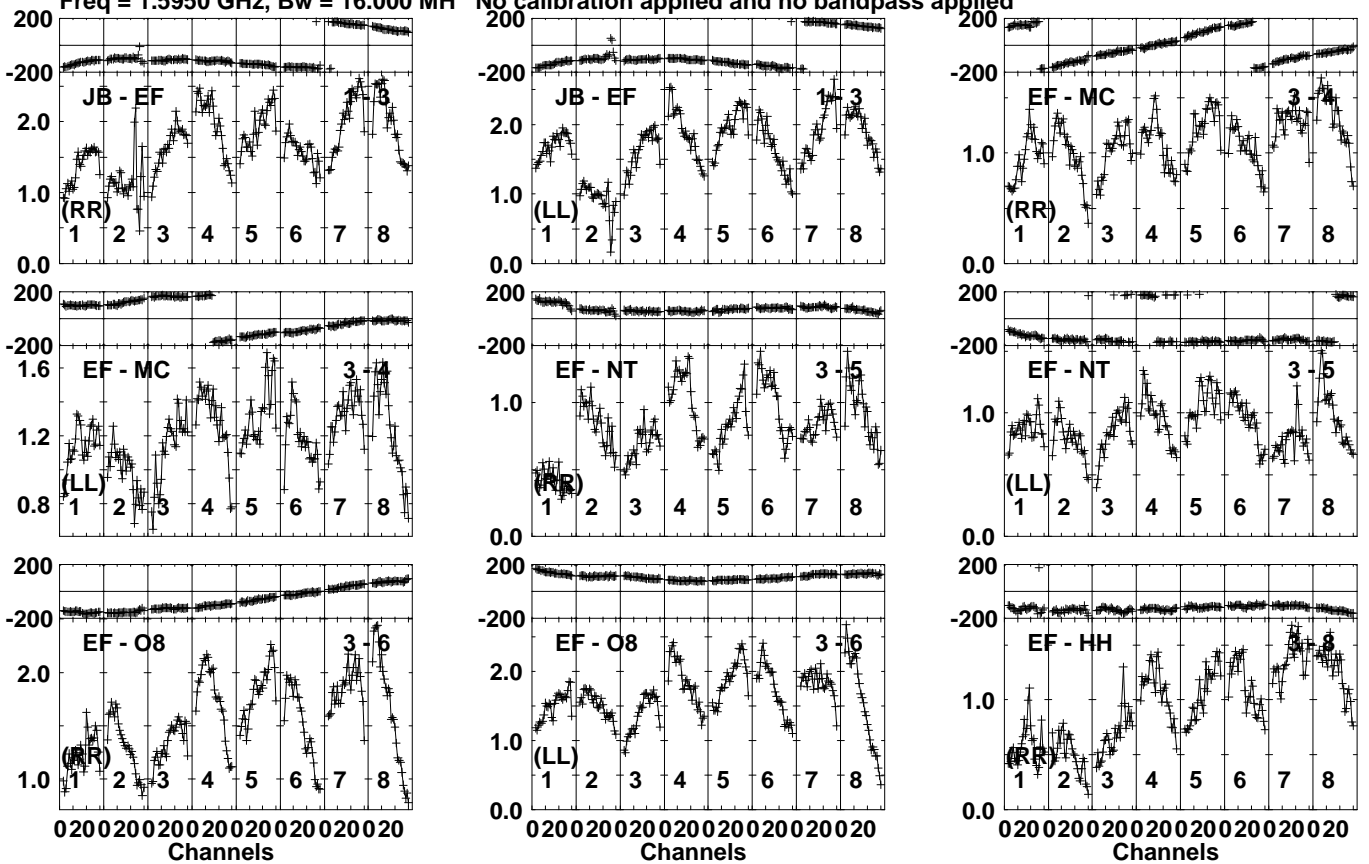 Freq = 1.5950 GHz, Bw = 16.000 MH No calibration applied and no bandpass applied
200
-200
JB - EF 1 - 3
2.0
1.0
(RR)
1 2 3 4 5 6 7 8
0.0
JB - EF 1 - 3
2.0
1.0
(LL)
1 2 3 4 5 6 7 8
0.0
200
-200
EF - MC 3 - 4
1.0
(RR)
1 2 3 4 5 6 7 8
0.0
200
-200
1.6
EF - MC 3 - 4
1.2
(LL)
0.8
1 2 3 4 5 6 7 8
200
-200
EF - NT 3 - 5
1.0
(RR)
1 2 3 4 5 6 7 8
0.0
200
-200
EF - NT 3 - 5
1.0
(LL)
1 2 3 4 5 6 7 8
0.0
200
-200
EF - O8 3 - 6
2.0
(RR)
1.0
1 2 3 4 5 6 7 8
200
-200
EF - O8 3 - 6
2.0
1.0
(LL)
1 2 3 4 5 6 7 8
0.0
200
-200
EF - HH 3 - 8
1.0
(RR)
1 2 3 4 5 6 7 8
0.0
0 20 0 20 0 20 0 20 0 20 0 20 0 20 0 20
Channels
0 20 0 20 0 20 0 20 0 20 0 20 0 20 0 20
Channels
0 20 0 20 0 20 0 20 0 20 0 20 0 20 0 20
Channels